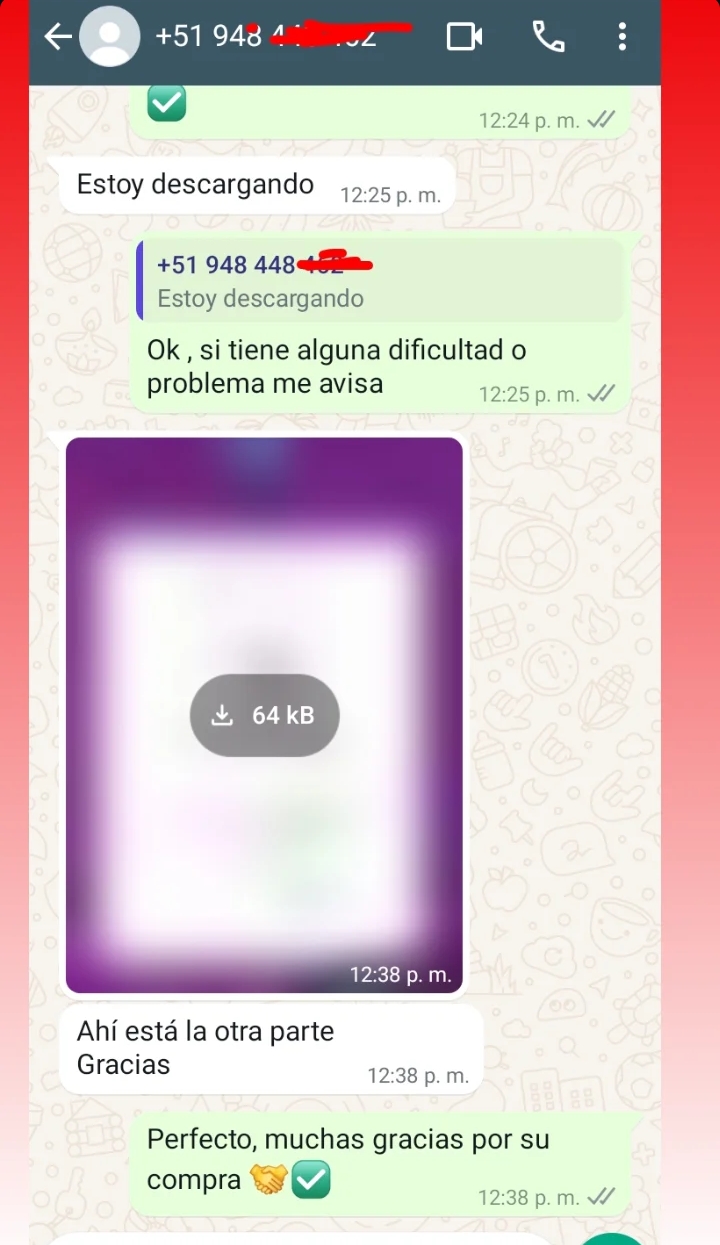 +51 948
12:24 p. m.
Estoy descargando
12:25 p. m.
+51 948 448
Estoy descargando
Ok , si tiene alguna dificultad o
problema me avisa
12:25 p. m.
64 kB
12:38 p. m.
Ahí está la otra parte
Gracias
12:38 p. m.
Perfecto, muchas gracias por su
compra 🤝✅
12:38 p. m.